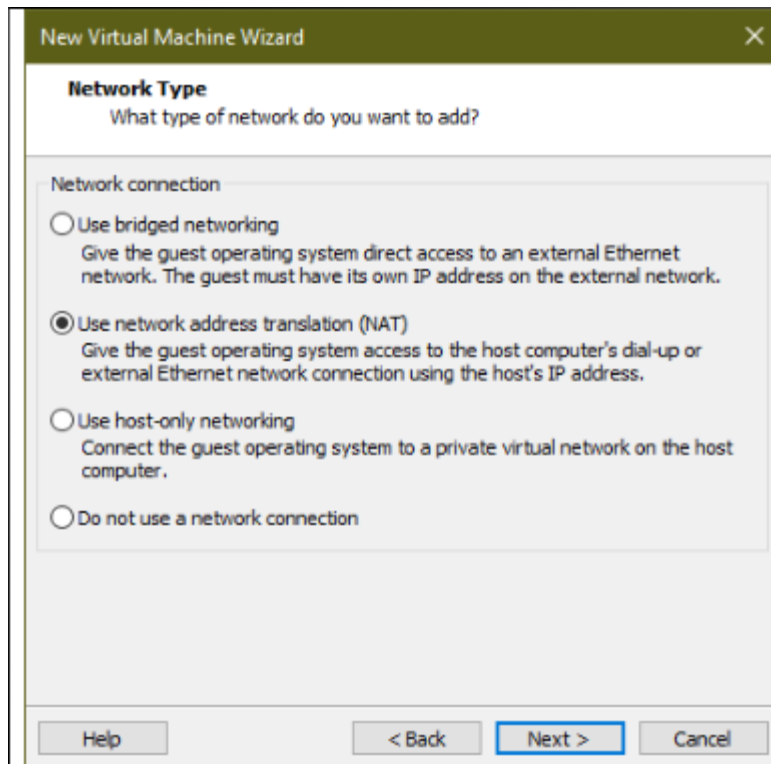 New Virtual Machine Wizard
Network Type
What type of network do you want to add?
Network connection
Use bridged networking
Give the guest operating system direct access to an external Ethernet
network. The guest must have its own IP address on the external network.
Use network address translation (NAT)
Give the guest operating system access to the host computer's dial-up or
external Ethernet network connection using the host's IP address.
Use host-only networking
Connect the guest operating system to a private virtual network on the host
computer.
Do not use a network connection
Help
< Back
Next >
Cancel